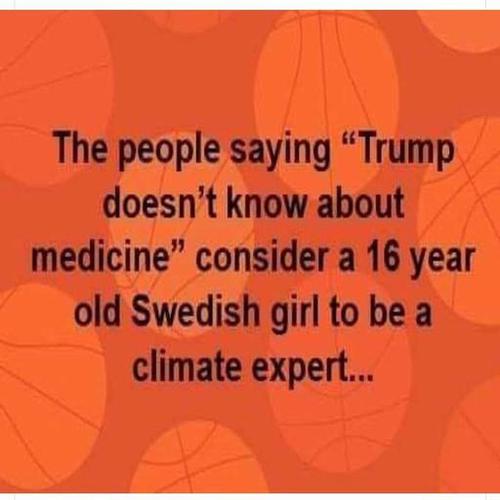 The people saying “Trump
doesn’t know about
medicine” consider a 16 year
old Swedish girl to be a
climate expert...